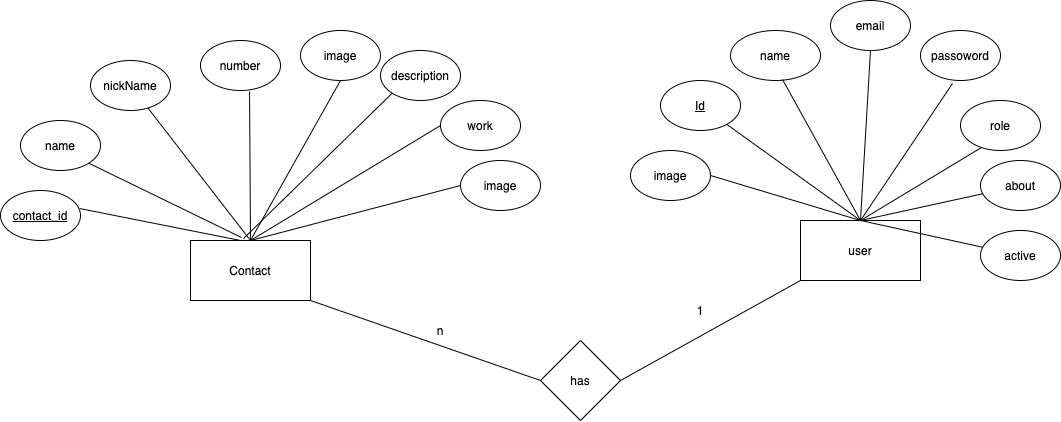 email
name
image
passoword
number
description
nickName
Id
work
role
name
image
image
about
contact_id
user
active
Contact
1
n
has